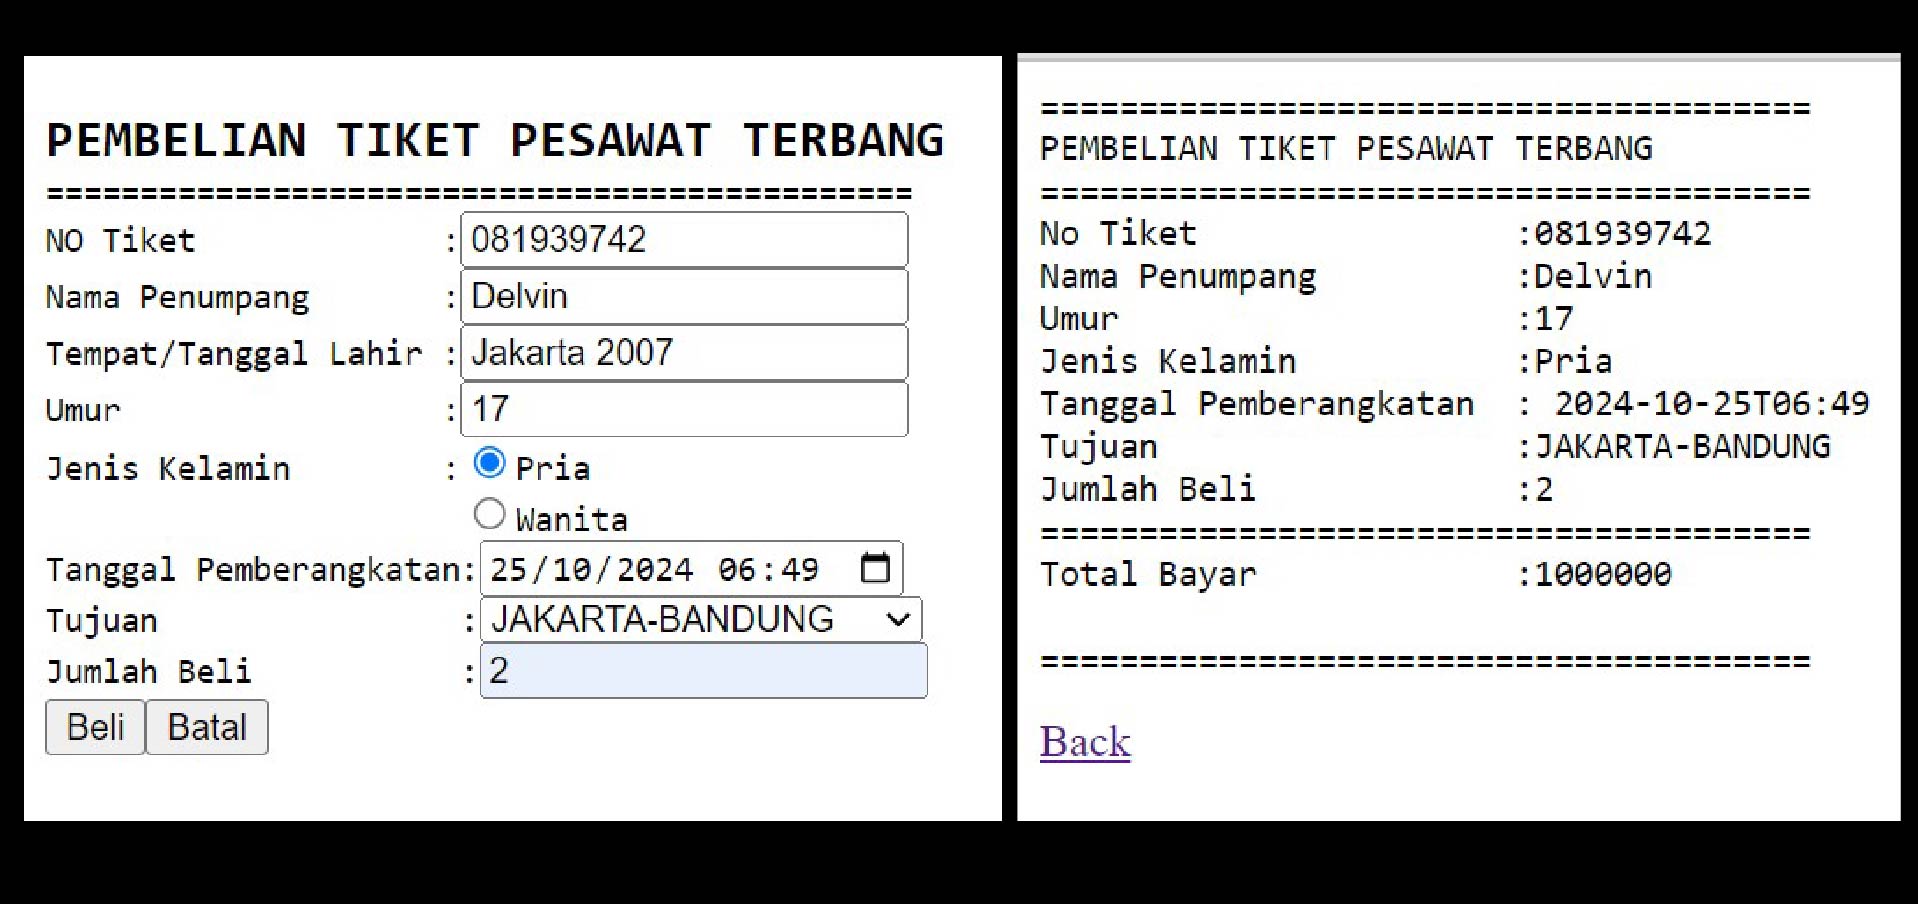 PEMBELIAN TIKET PESAWAT TERBANG
==============================================
NO Tiket :081939742
Nama Penumpang :Delvin
Tempat/Tanggal Lahir :Jakarta 2007
Umur :17
Jenis Kelamin : Pria
Wanita
Tanggal Pemberangkatan: 25/10/2024 06:49
Tujuan :JAKARTA-BANDUNG
Jumlah Beli :2
Beli Batal
=======================================
PEMBELIAN TIKET PESAWAT TERBANG
=======================================
No Tiket :081939742
Nama Penumpang :Delvin
Umur :17
Jenis Kelamin :Pria
Tanggal Pemberangkatan : 2024-10-25T06:49
Tujuan :JAKARTA-BANDUNG
Jumlah Beli :2
=======================================
Total Bayar :1000000
=======================================
Back